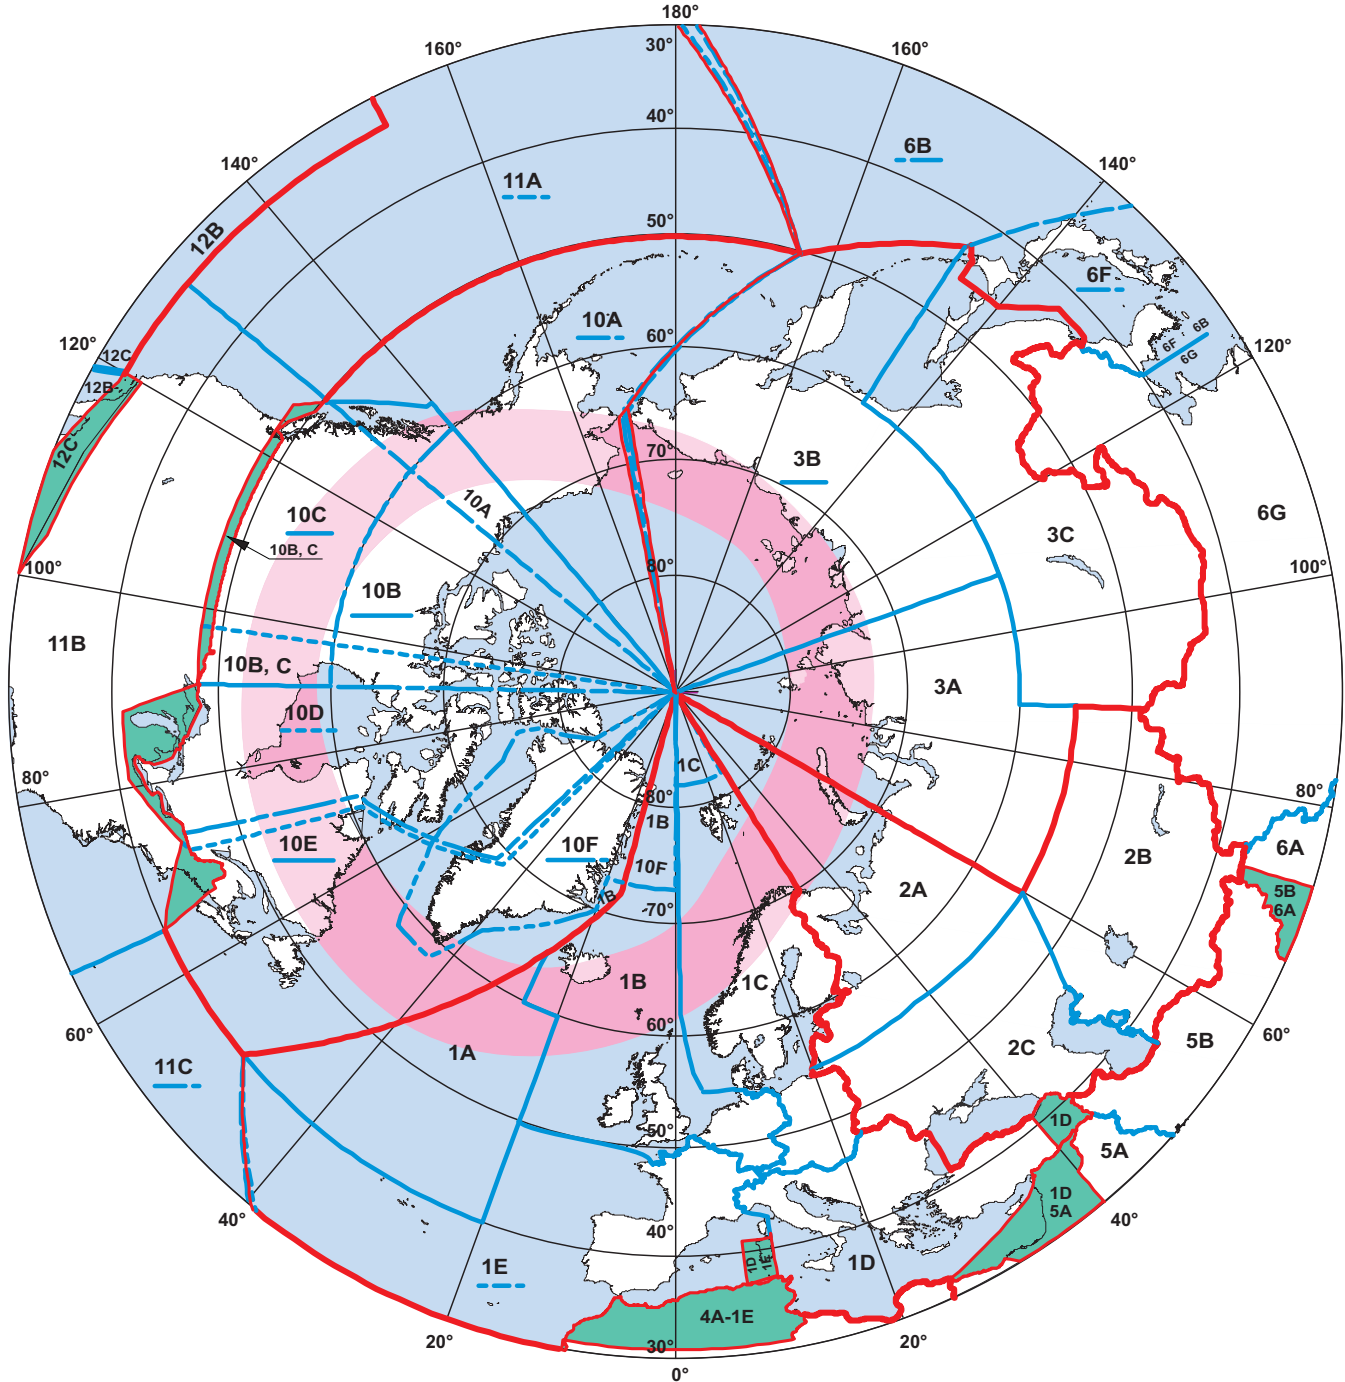 180°
160°
30°
160°
40°
6B
140°
140°
11A
50°
12B
6F
10A
6B
6F
6G
120°
12C
12B
60°
120°
12C
70°
3B
10A
10C
10B, C
6G
3C
80°
100°
100°
10B
11B
10B, C
3A
10D
1C
80°
80°
80°
1B
10E
10F
2B
6A
10F
2A
5B
6A
1B
70°
1B
1C
60°
60°
60°
1A
2C
5B
11C
50°
1D
5A
1D
5A
40°
40°
40°
1E
1D
1E
1D
4A-1E
20°
30°
20°
0°